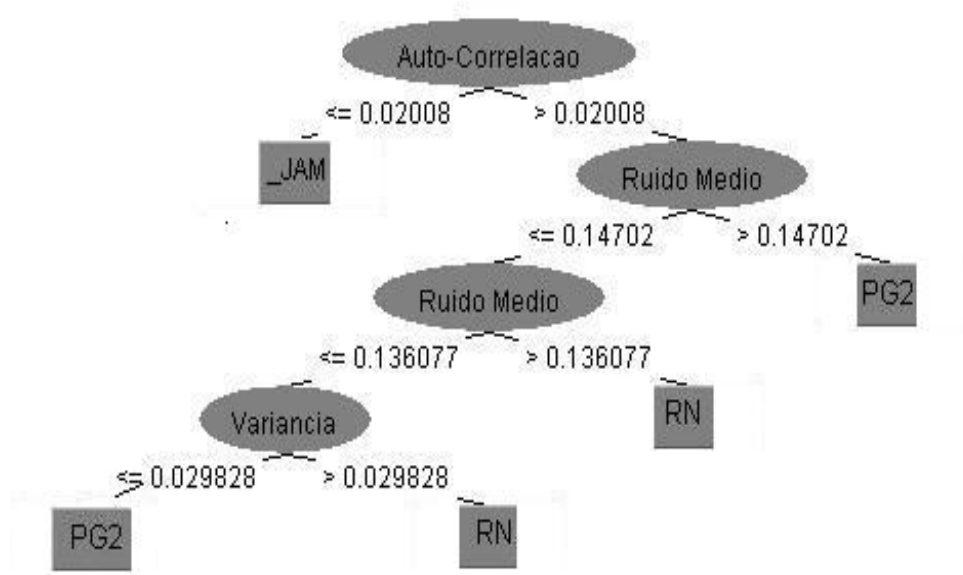 Auto-Correlacao
<= 0.02008 > 0.02008
_JAM
Ruido Medio
<= 0.14702 > 0.14702
Ruido Medio
PG2
<= 0.136077 > 0.136077
Variancia
RN
<= 0.029828 > 0.029828
PG2
RN